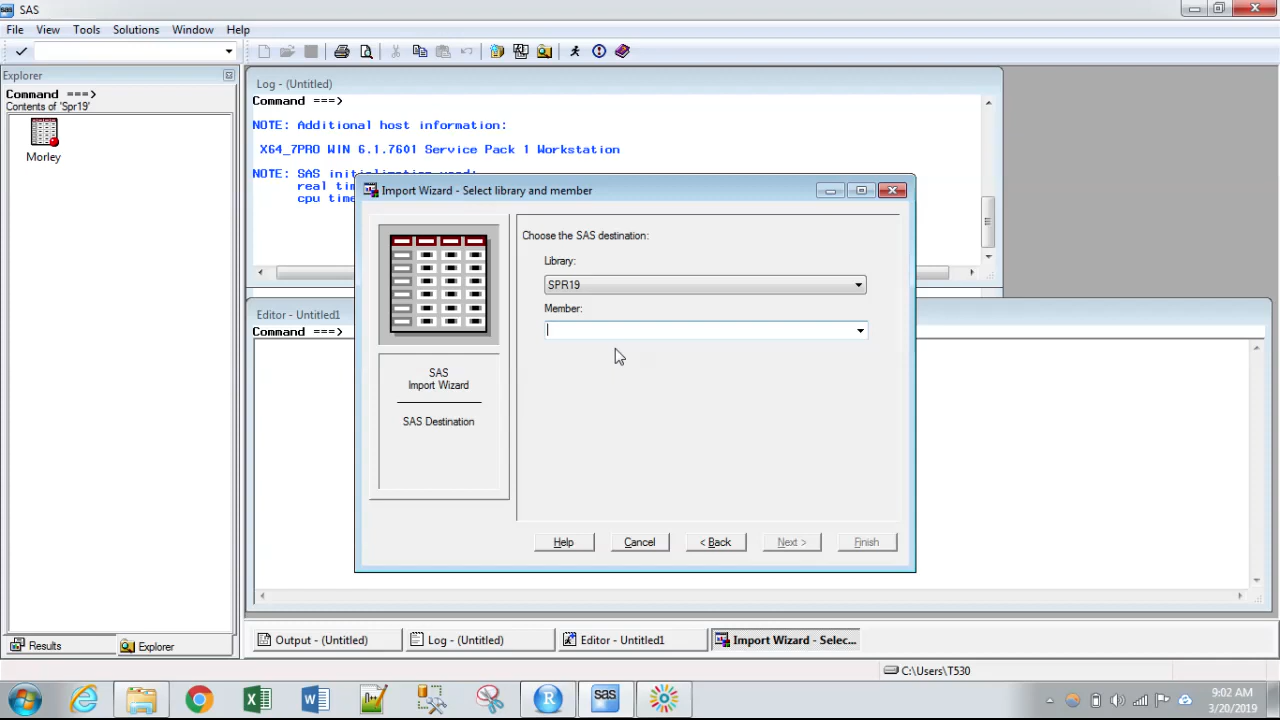 SAS
File View Tools Solutions Window Help
Explorer
Command ===>
Contents of 'Spr19'
Morley
Log - (Untitled)
Command ===>
NOTE: Additional host information:
X64_7PRO WIN 6.1.7601 Service Pack 1 Workstation
NOTE: SAS initialization used:
real tim
cpu time
Import Wizard - Select library and member
Choose the SAS destination:
Library:
SPR19
Member:
SAS
Import Wizard
SAS Destination
Help Cancel < Back Next > Finish
Editor - Untitled1
Command ===>
Results Explorer
Output - (Untitled) Log - (Untitled) Editor - Untitled1 Import Wizard - Selec...
C:\Users\T530
sas
9:02 AM
3/20/2019